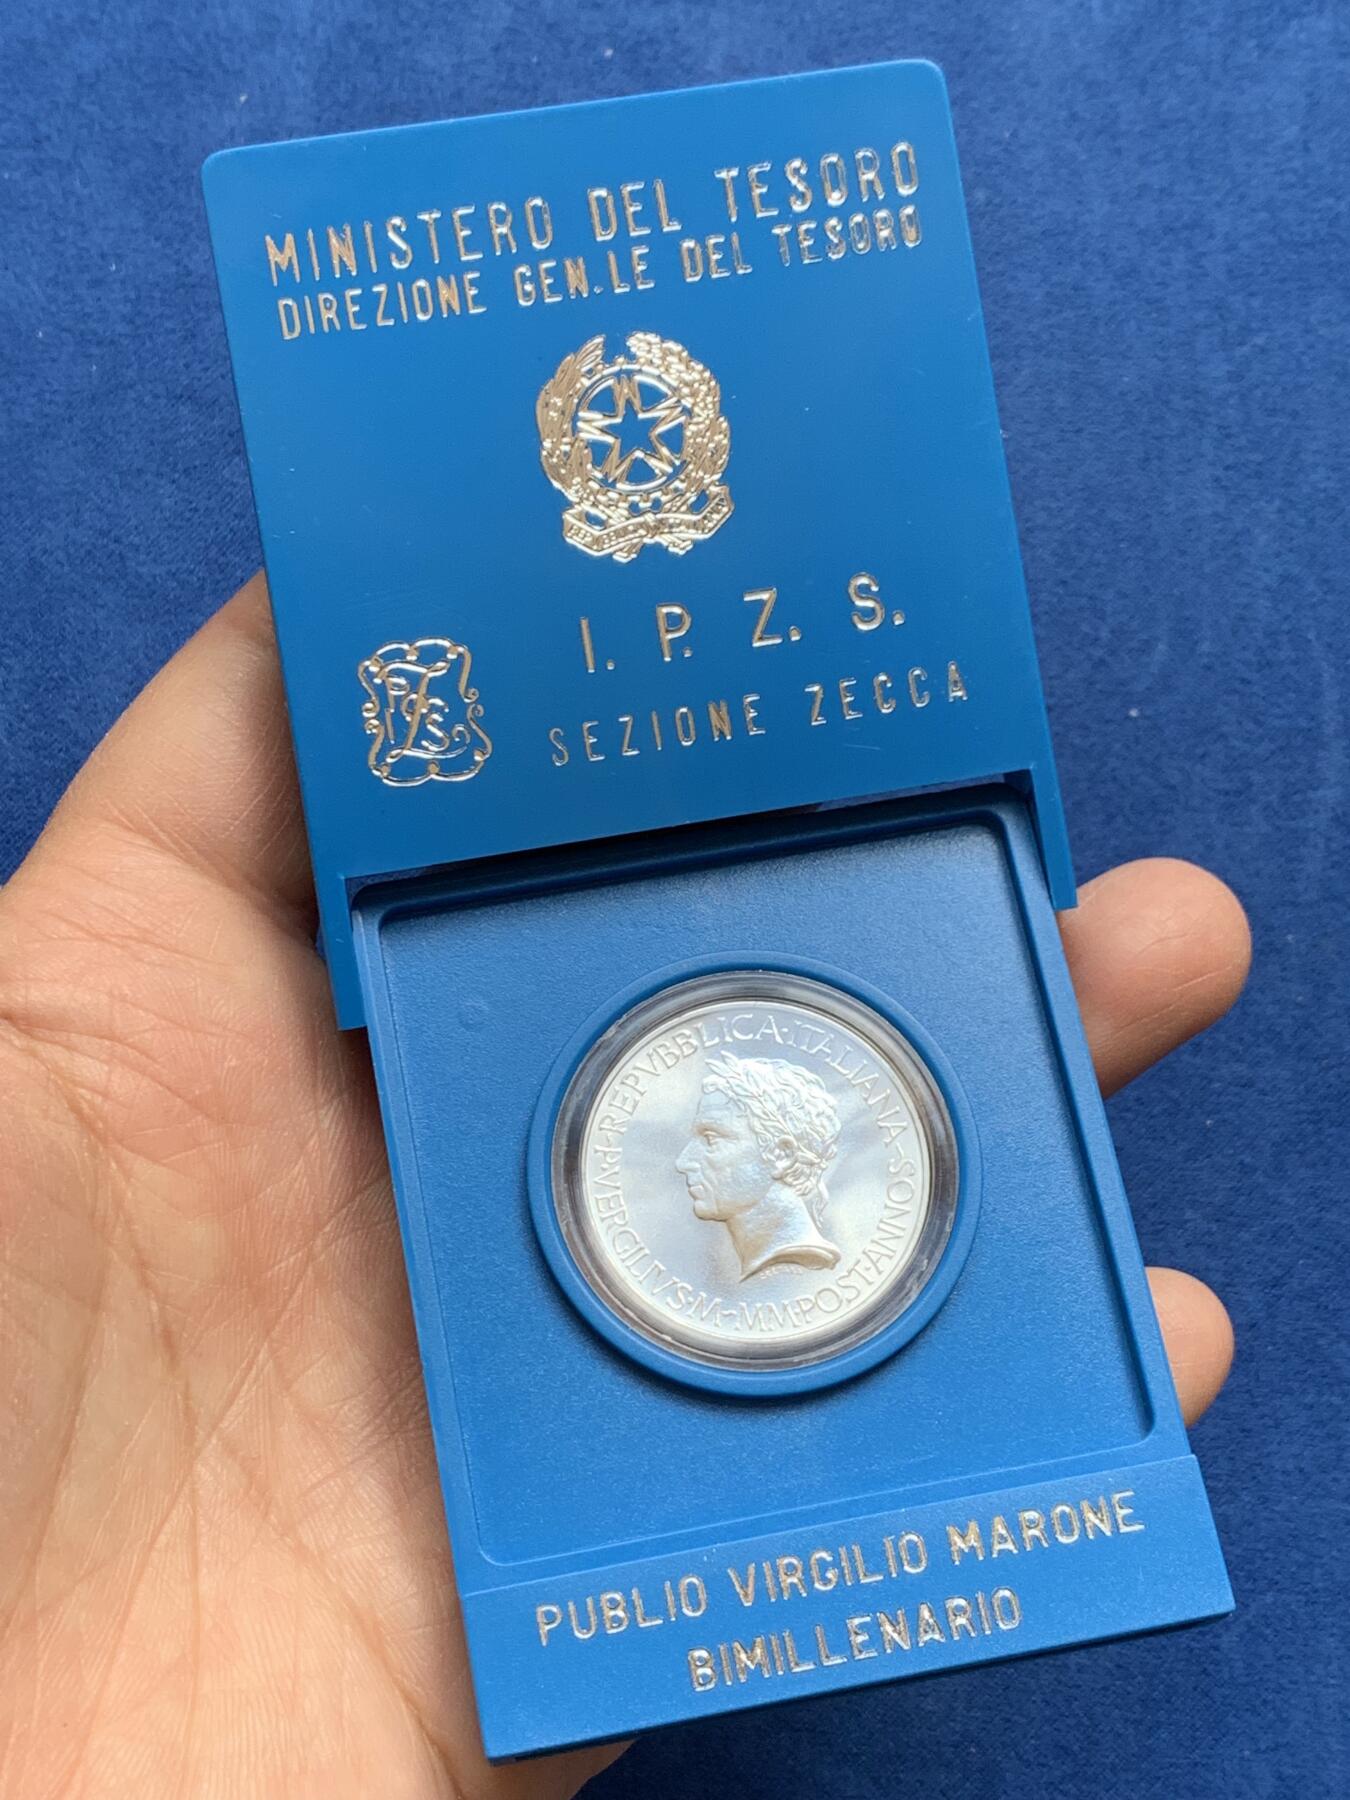 MINISTERO DEL TESORO
DIREZIONE GEN.LE DEL TESORO
I. P. Z. S.
SEZIONE ZECCA
REPVBBLICA·ITALIANA
P·VERGILIVS·M·MM·POST·ANNOS
PUBLIO VIRGILIO MARONE
BIMILLENARIO